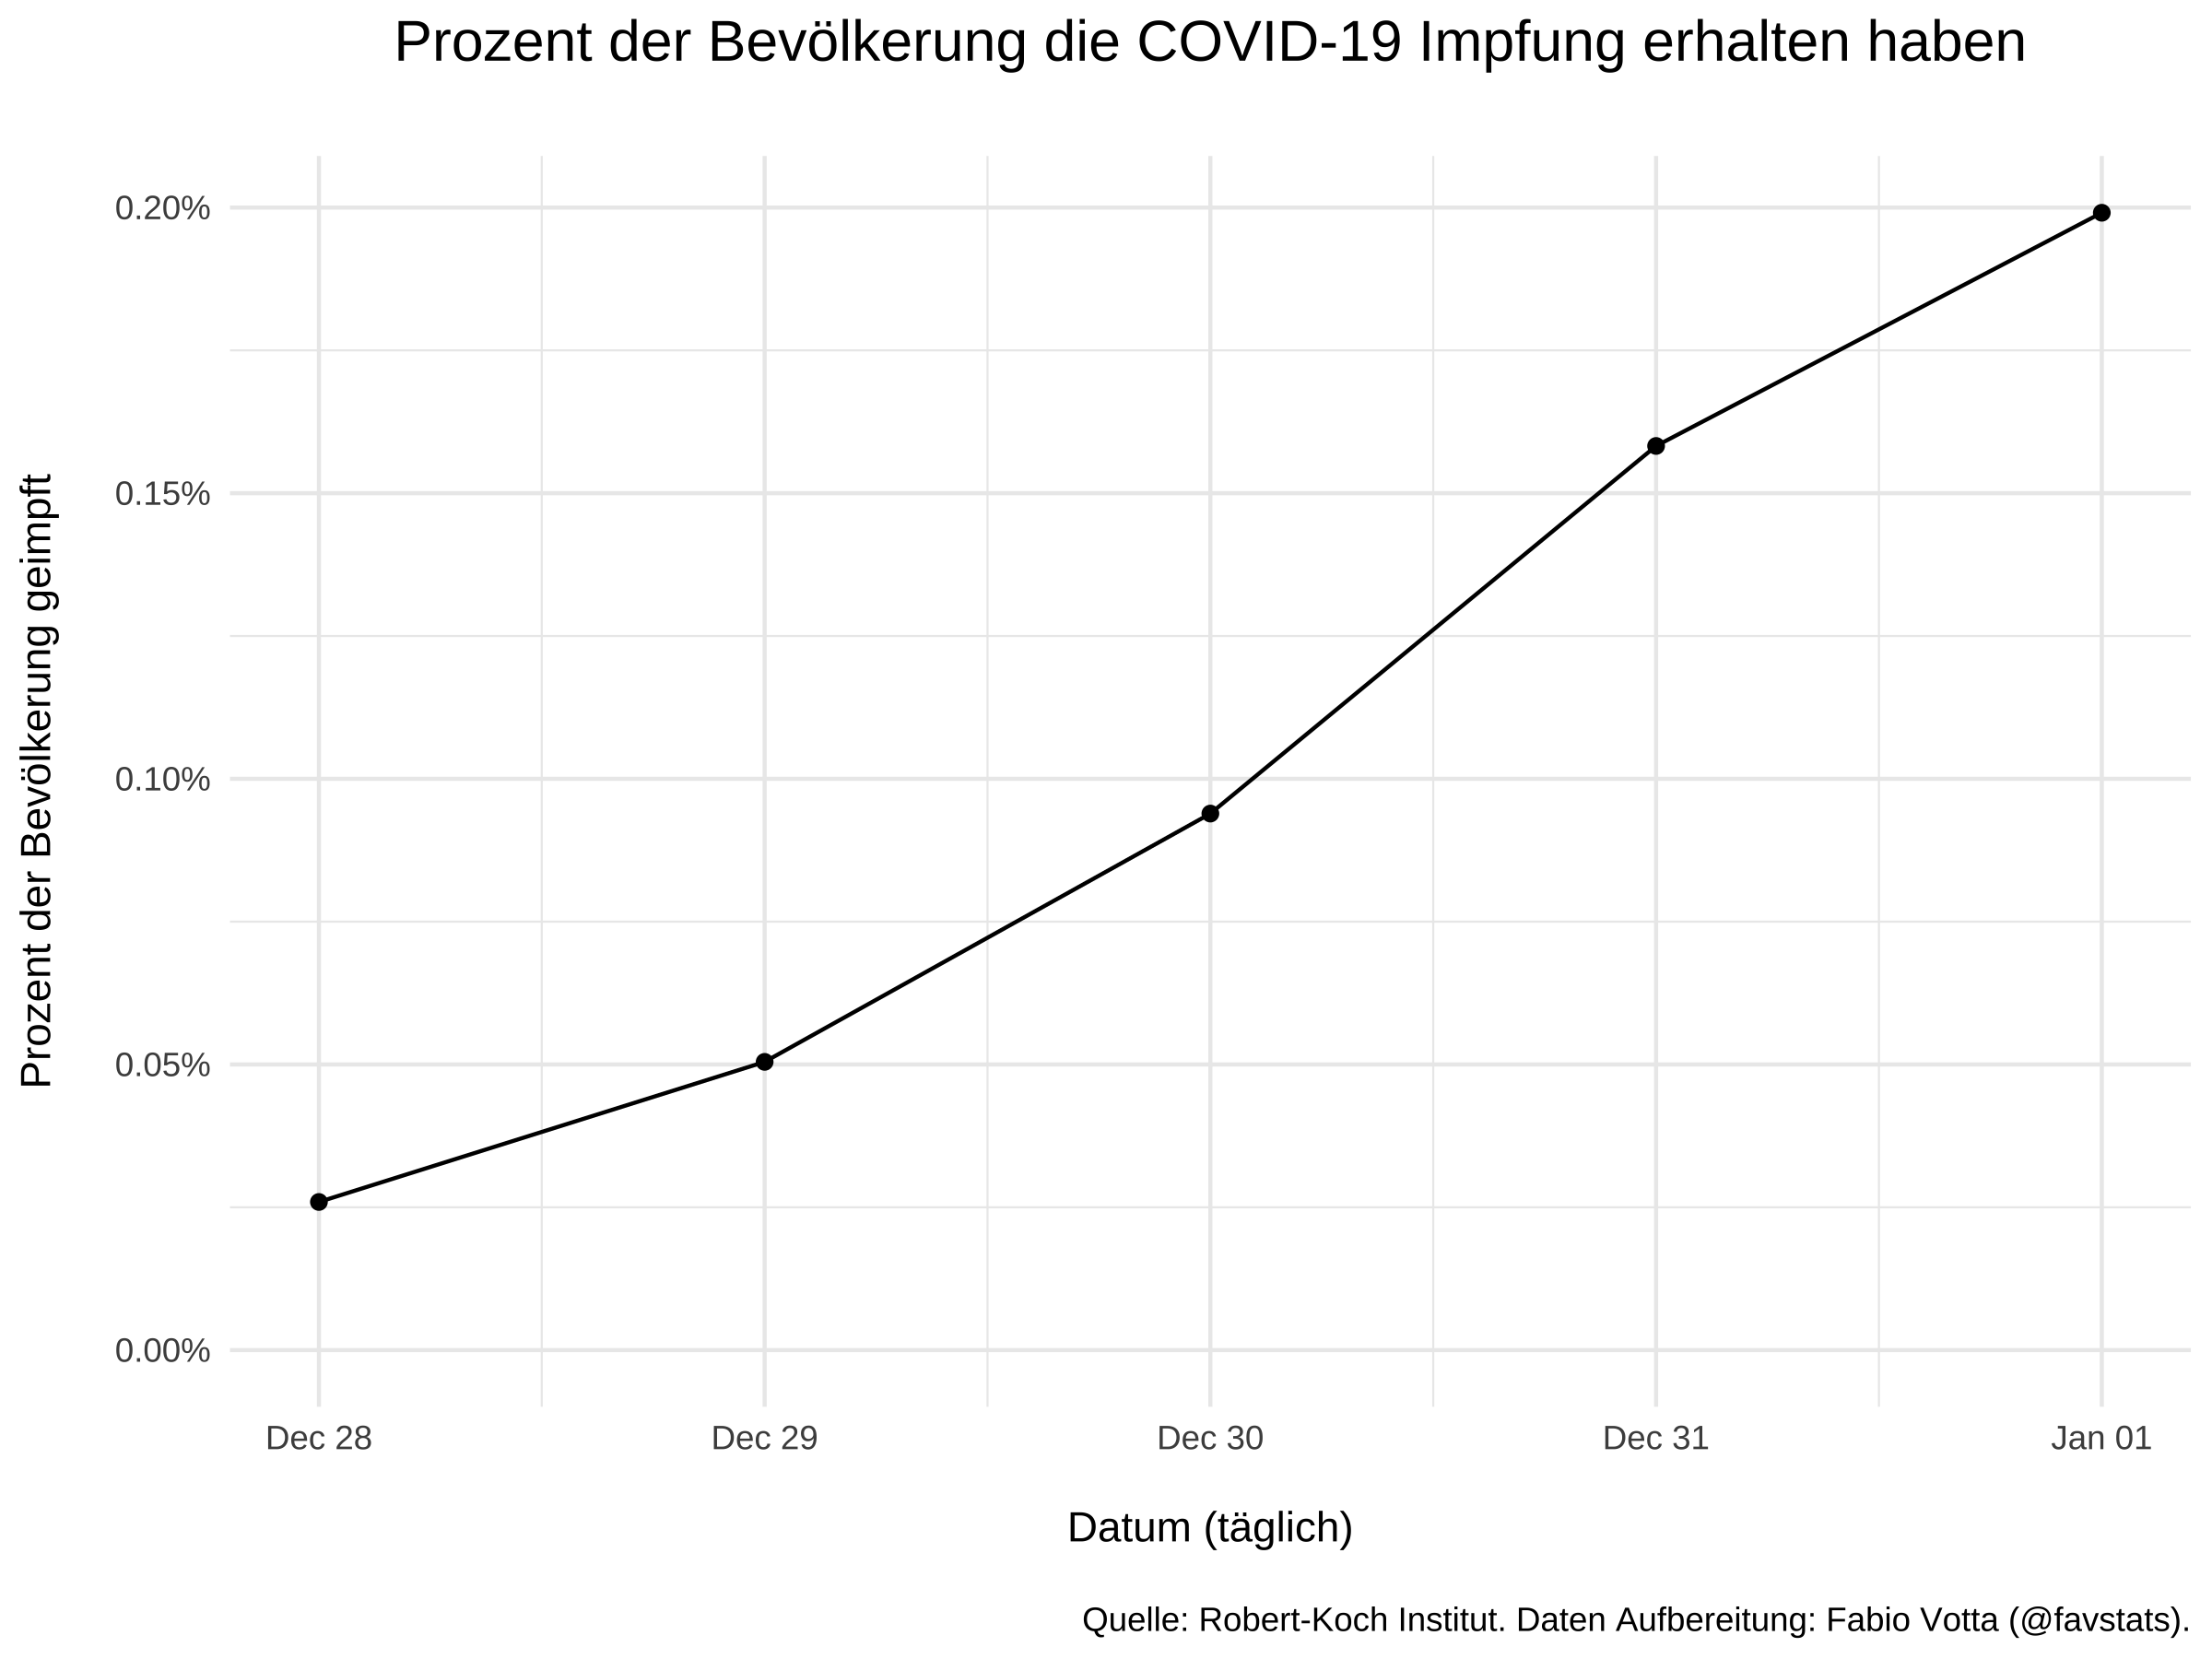 Prozent der Bevölkerung die COVID-19 Impfung erhalten haben
Prozent der Bevölkerung geimpft
0.20%
0.15%
0.10%
0.05%
0.00%
Dec 28 Dec 29 Dec 30 Dec 31 Jan 01
Datum (täglich)
Quelle: Robert-Koch Institut. Daten Aufbereitung: Fabio Votta (@favstats).